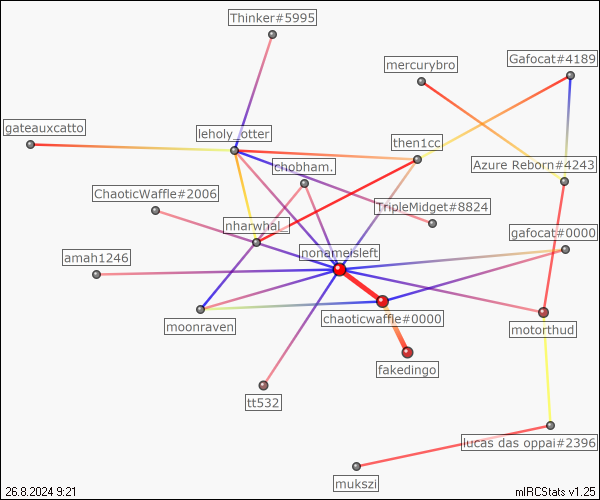 Thinker#5995
Gafocat#4189
mercurybro
gateauxcatto
leholy_otter
then1cc
chobham.
Azure Reborn#4243
ChaoticWaffle#2006
TripleMidget#8824
nharwhal_
gafocat#0000
nonameisleft
amah1246
chaoticwaffle#0000
moonraven
motorthud
fakedingo
tt532
lucas das oppai#2396
mukszi
26.8.2024 9:21
mIRCStats v1.25